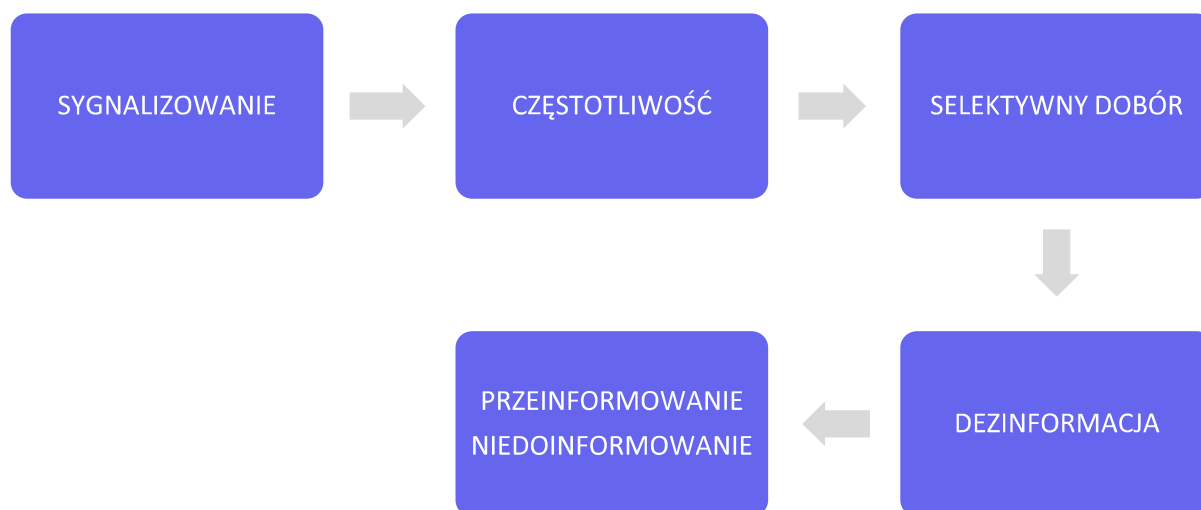 SYGNALIZOWANIE
CZĘSTOTLIWOŚĆ
SELEKTYWNY DOBÓR
DEZINFORMACJA
PRZEINFORMOWANIE
NIEDOINFORMOWANIE